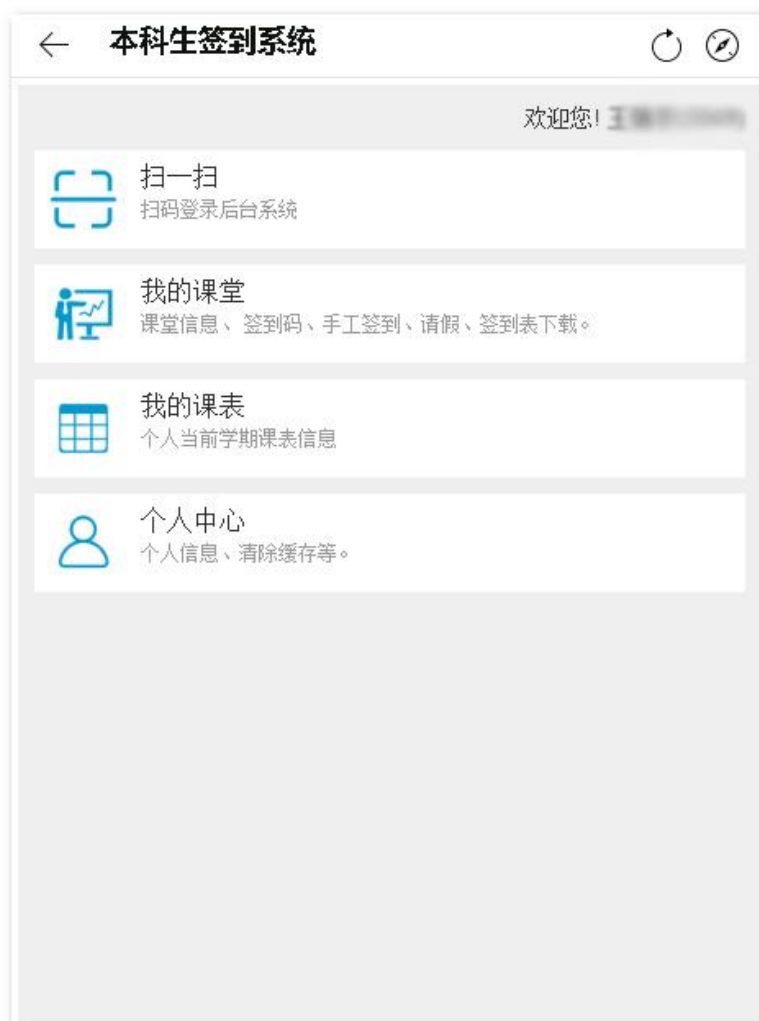 本科生签到系统
欢迎您!
扫一扫
扫码登录后台系统
我的课堂
课堂信息、 签到码、手工签到、请假、签到表下载。
我的课表
个人当前学期课表信息
个人中心
个人信息、清除缓存等。